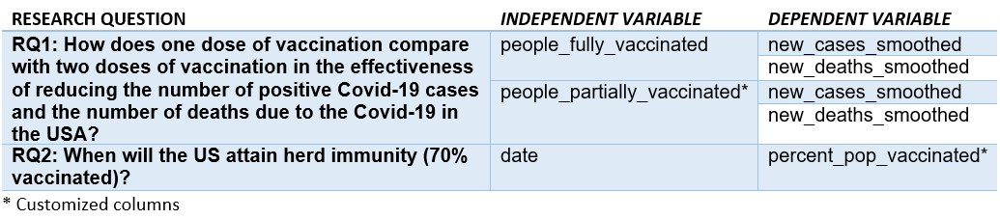 RESEARCH QUESTION INDEPENDENT VARIABLE DEPENDENT VARIABLE
RQ1: How does one dose of vaccination compare
with two doses of vaccination in the effectiveness
of reducing the number of positive Covid-19 cases
and the number of deaths due to the Covid-19 in
the USA?
people_fully_vaccinated
new_cases_smoothed
new_deaths_smoothed
people_partially_vaccinated*
new_cases_smoothed
new_deaths_smoothed
RQ2: When will the US attain herd immunity (70%
vaccinated)?
date
percent_pop_vaccinated*
* Customized columns